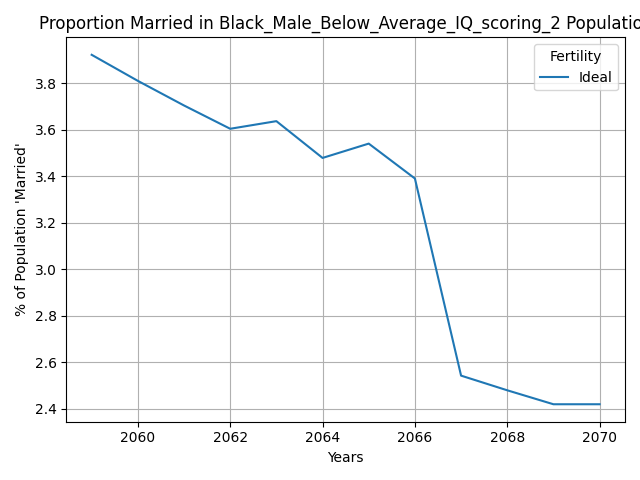 Proportion Married in Black_Male_Below_Average_IQ_scoring_2 Populatio
Fertility
Ideal
% of Population 'Married'
3.8
3.6
3.4
3.2
3.0
2.8
2.6
2.4
2060 2062 2064 2066 2068 2070
Years